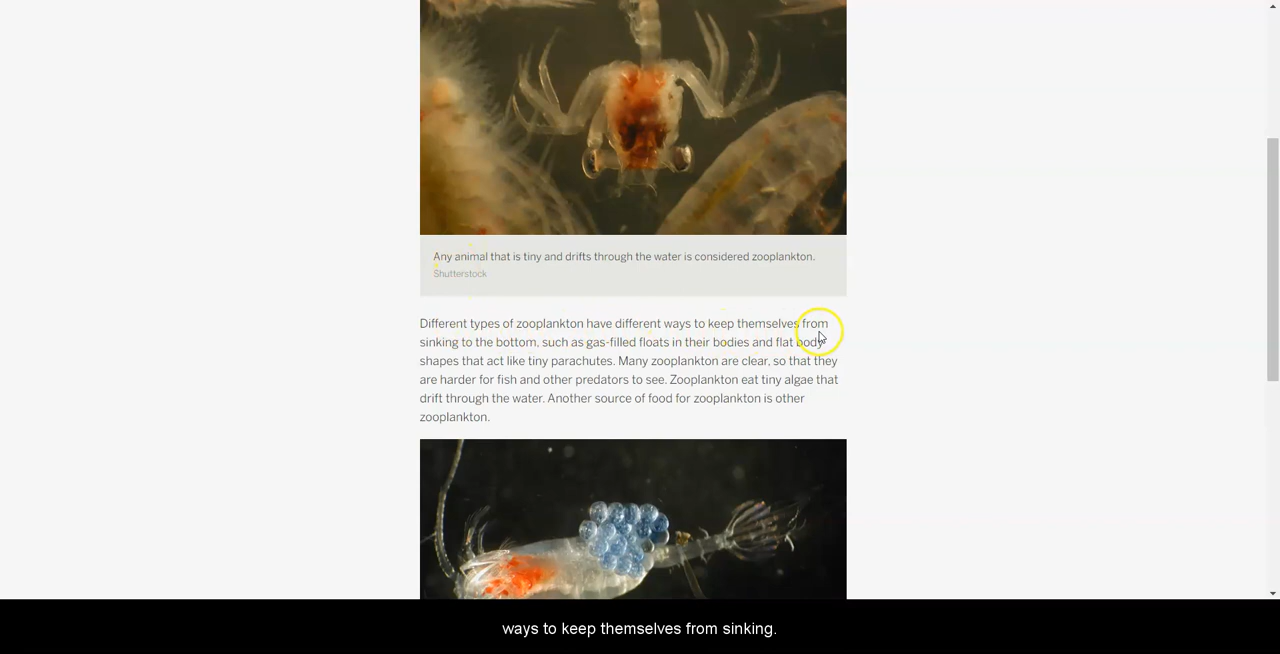 Any animal that is tiny and drifts through the water is considered zooplankton.
Shutterstock
Different types of zooplankton have different ways to keep themselves from
sinking to the bottom, such as gas-filled floats in their bodies and flat body
shapes that act like tiny parachutes. Many zooplankton are clear, so that they
are harder for fish and other predators to see. Zooplankton eat tiny algae that
drift through the water. Another source of food for zooplankton is other
zooplankton.
ways to keep themselves from sinking.